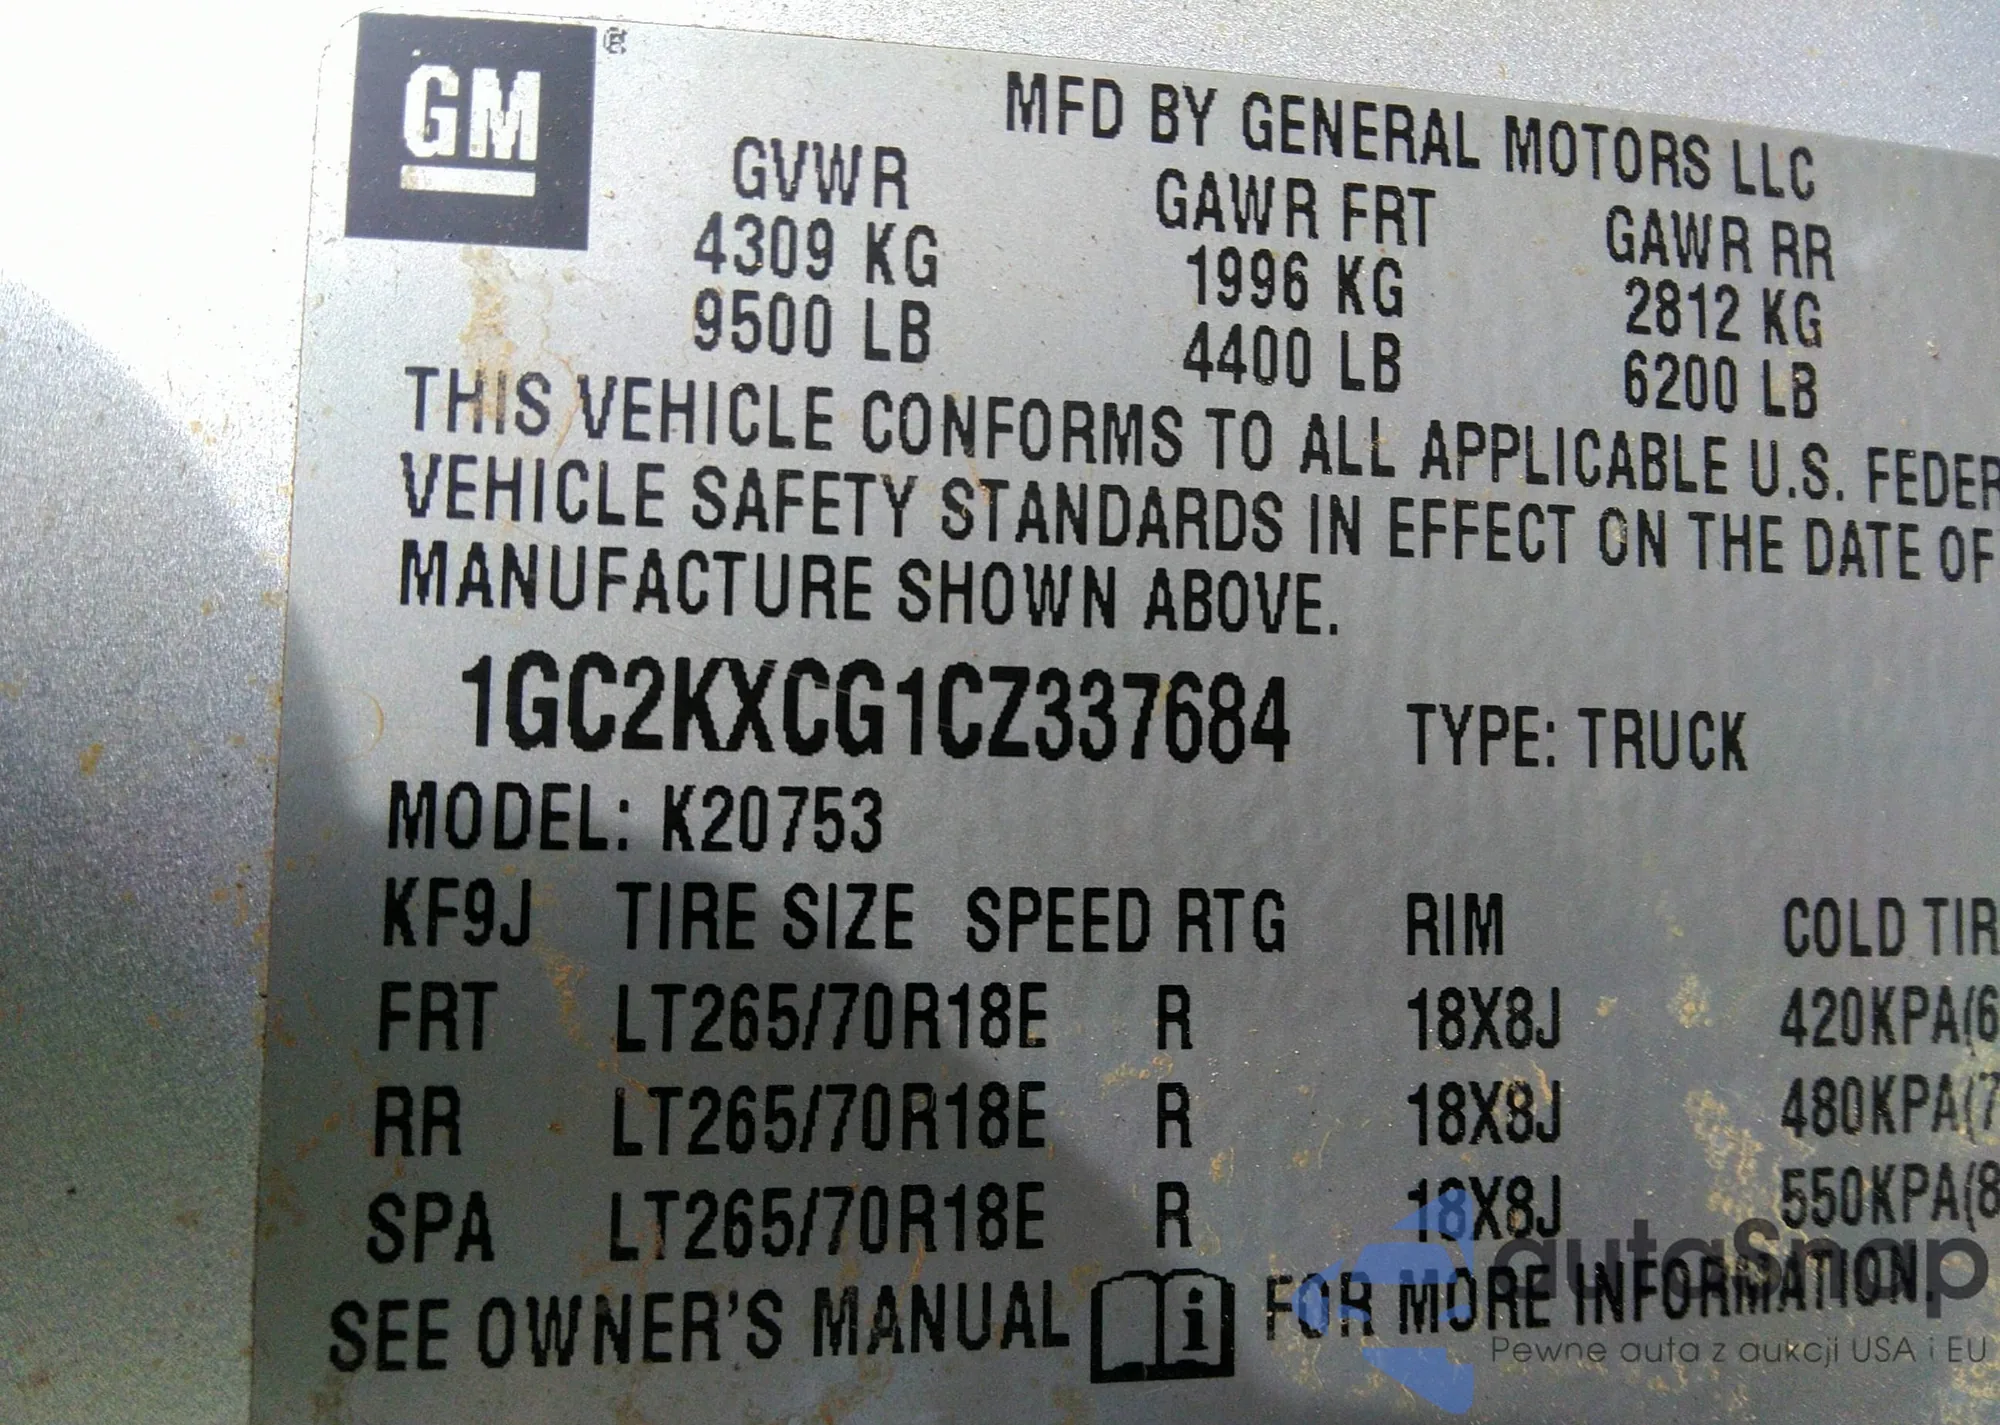 GM ®
MFD BY GENERAL MOTORS LLC
GVWR GAWR FRT GAWR RR
4309 KG 1996 KG 2812 KG
9500 LB 4400 LB 6200 LB
THIS VEHICLE CONFORMS TO ALL APPLICABLE U.S. FEDER
VEHICLE SAFETY STANDARDS IN EFFECT ON THE DATE OF
MANUFACTURE SHOWN ABOVE.
1GC2KXCG1CZ337684 TYPE: TRUCK
MODEL: K20753
KF9J TIRE SIZE SPEED RTG RIM COLD TIR
FRT LT265/70R18E R 18X8J 420KPA(6
RR LT265/70R18E R 18X8J 480KPA(7
SPA LT265/70R18E R 18X8J 550KPA(8
SEE OWNER'S MANUAL i FOR MORE INFORMATION.
autaSnap
Pewne auta z aukcji USA i EU